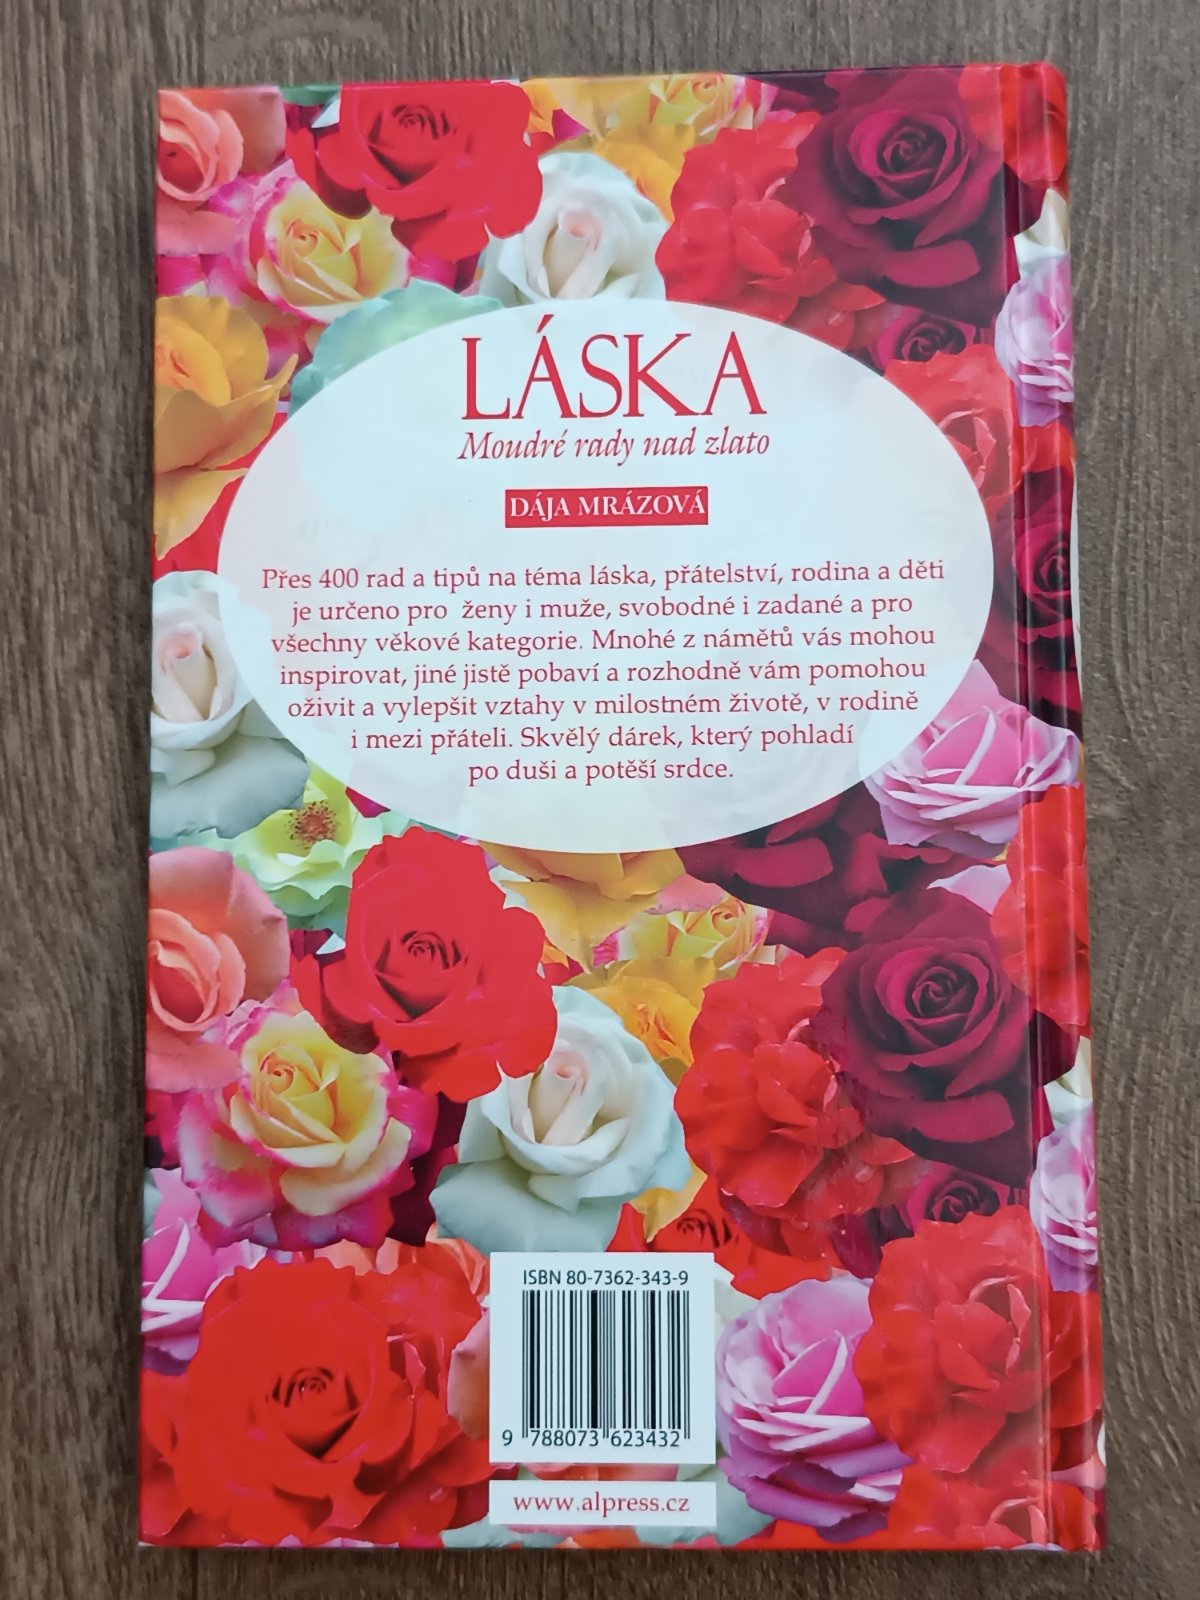 LÁSKA
Moudré rady nad zlato
DÁJA MRÁZOVÁ
Přes 400 rad a tipů na téma láska, přátelství, rodina a děti
je určeno pro ženy i muže, svobodné i zadané a pro
všechny věkové kategorie. Mnohé z námětů vás mohou
inspirovat, jiné jistě pobaví a rozhodně vám pomohou
oživit a vylepšit vztahy v milostném životě, v rodině
i mezi přáteli. Skvělý dárek, který pohladí
po duši a potěší srdce.
ISBN 80-7362-343-9
9 788073 623432
www.alpress.cz